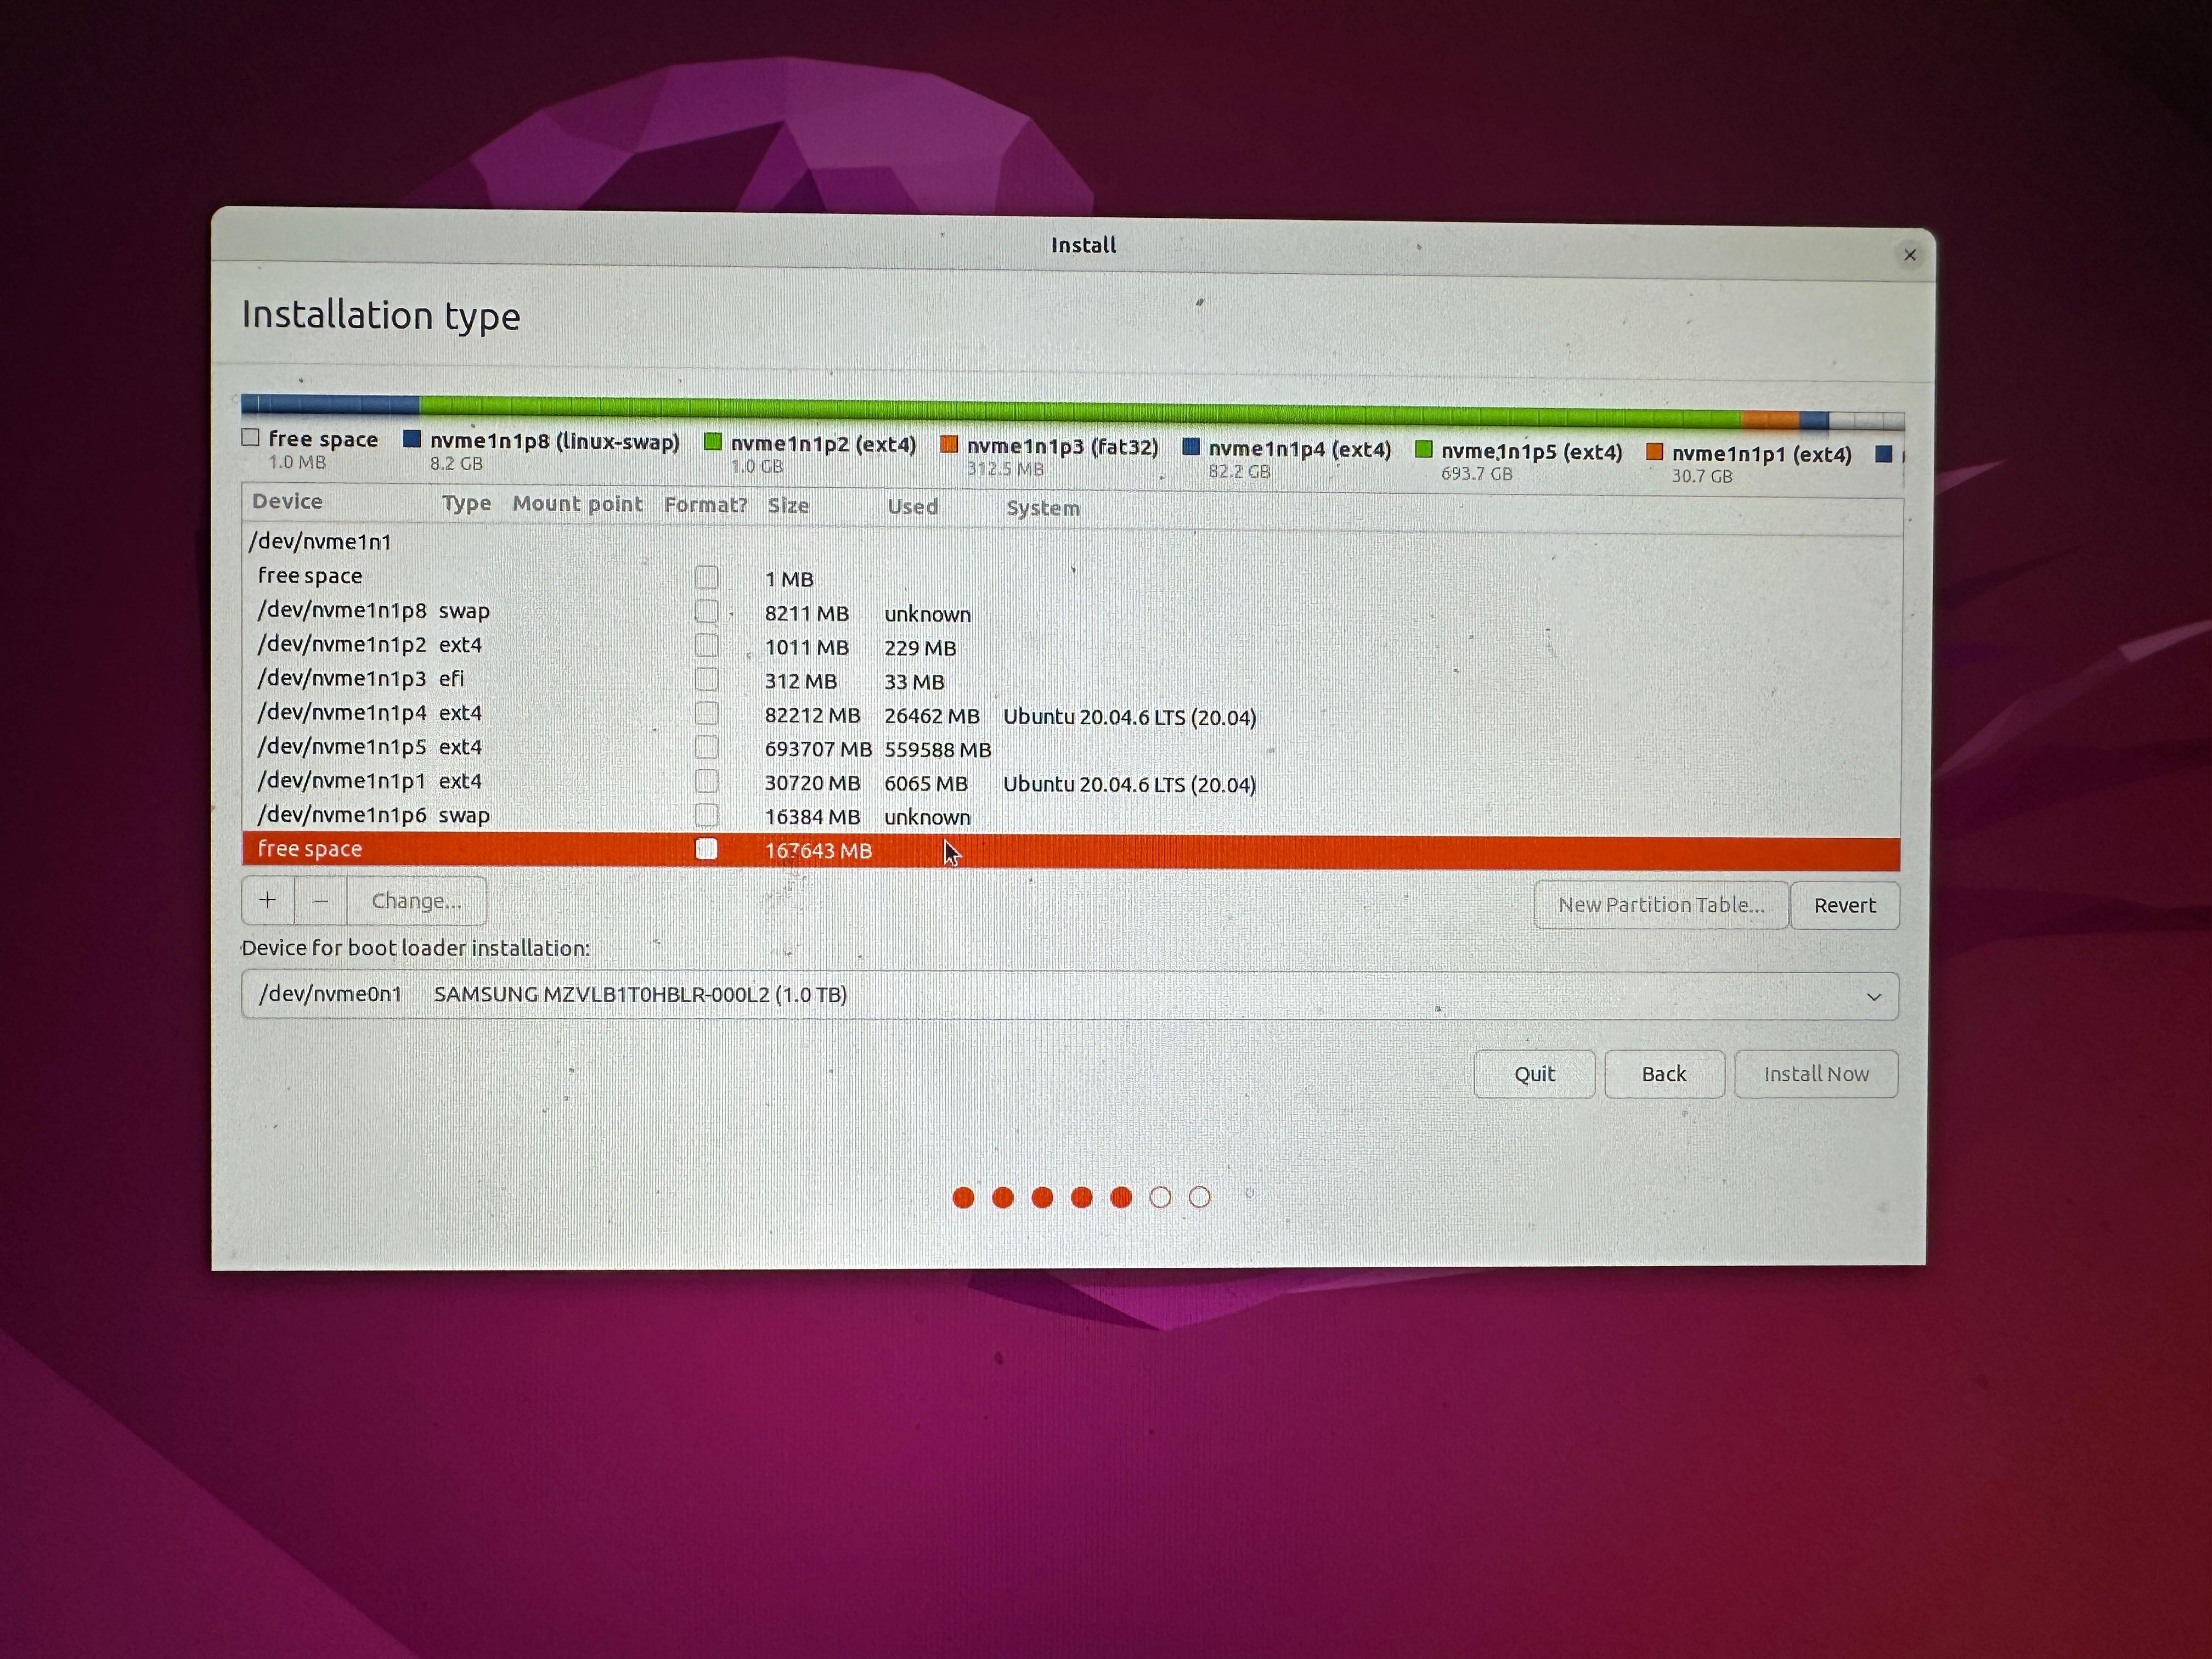 Install
Installation type
free space
1.0 MB
nvme1n1p8 (linux-swap)
8.2 GB
nvme1n1p2 (ext4)
1.0 GB
nvme1n1p3 (fat32)
312.5 MB
nvme1n1p4 (ext4)
82.2 GB
nvme1n1p5 (ext4)
693.7 GB
nvme1n1p1 (ext4)
30.7 GB
Device Type Mount point Format? Size Used System
/dev/nvme1n1
free space 1 MB
/dev/nvme1n1p8 swap 8211 MB unknown
/dev/nvme1n1p2 ext4 1011 MB 229 MB
/dev/nvme1n1p3 efi 312 MB 33 MB
/dev/nvme1n1p4 ext4 82212 MB 26462 MB Ubuntu 20.04.6 LTS (20.04)
/dev/nvme1n1p5 ext4 693707 MB 559588 MB
/dev/nvme1n1p1 ext4 30720 MB 6065 MB Ubuntu 20.04.6 LTS (20.04)
/dev/nvme1n1p6 swap 16384 MB unknown
free space 167643 MB
+ − Change... New Partition Table... Revert
Device for boot loader installation:
/dev/nvme0n1 SAMSUNG MZVLB1T0HBLR-000L2 (1.0 TB)
Quit Back Install Now